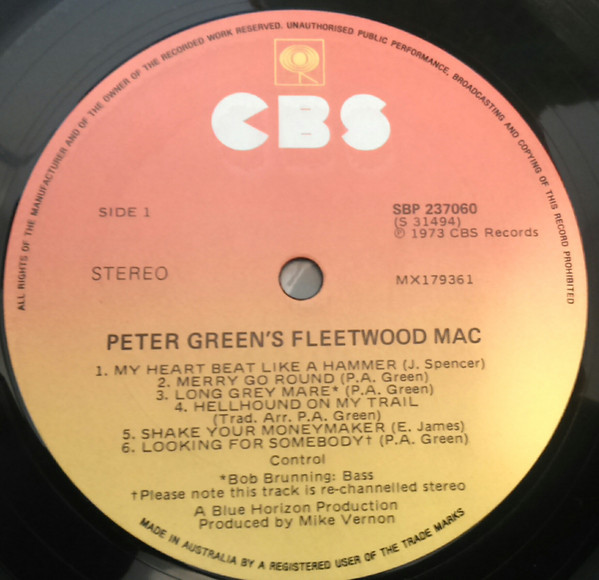 ALL RIGHTS OF THE MANUFACTURER AND OF THE OWNER OF THE RECORDED WORK RESERVED. UNAUTHORISED PUBLIC PERFORMANCE, BROADCASTING AND COPYING OF THIS RECORD PROHIBITED
CBS
SIDE 1
SBP 237060
(S 31494)
℗ 1973 CBS Records
STEREO
MX179361
PETER GREEN'S FLEETWOOD MAC
1. MY HEART BEAT LIKE A HAMMER (J. Spencer)
2. MERRY GO ROUND (P.A. Green)
3. LONG GREY MARE* (P.A. Green)
4. HELLHOUND ON MY TRAIL
(Trad. Arr. P.A. Green)
5. SHAKE YOUR MONEYMAKER (E. James)
6. LOOKING FOR SOMEBODY† (P.A. Green)
Control
*Bob Brunning: Bass
†Please note this track is re-channelled stereo
A Blue Horizon Production
Produced by Mike Vernon
MADE IN AUSTRALIA BY A REGISTERED USER OF THE TRADE MARKS